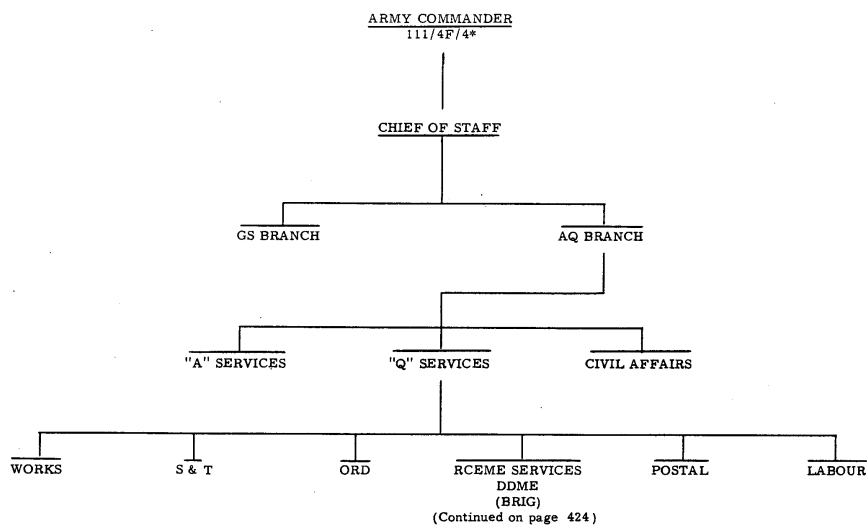 ARMY COMMANDER
111/4F/4*
CHIEF OF STAFF
GS BRANCH
AQ BRANCH
"A" SERVICES
"Q" SERVICES
CIVIL AFFAIRS
WORKS
S & T
ORD
RCEME SERVICES
DDME
(BRIG)
(Continued on page 424)
POSTAL
LABOUR